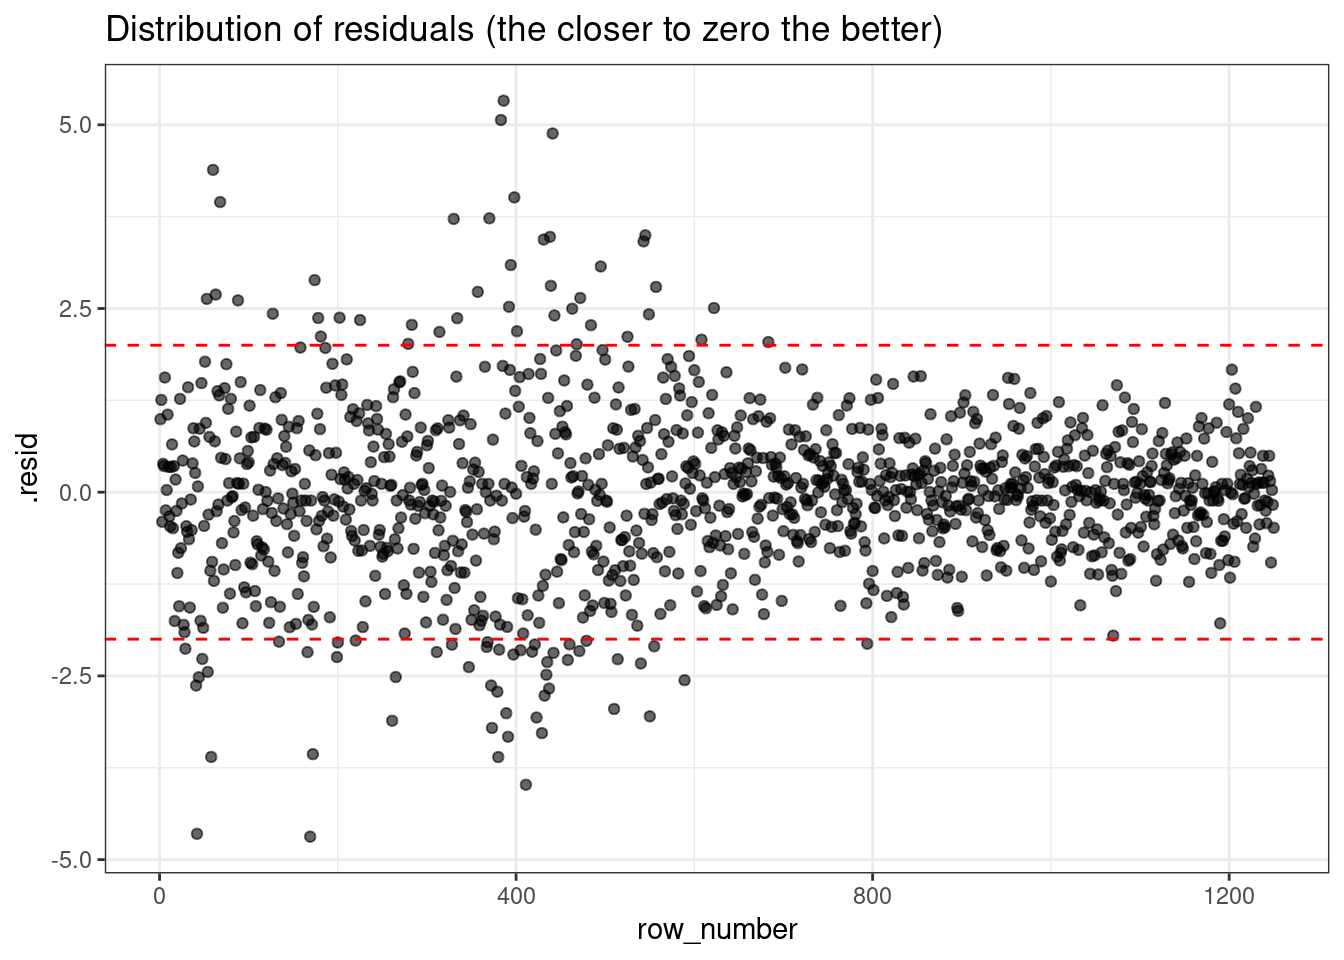 Distribution of residuals (the closer to zero the better)
5.0
2.5
0.0
-2.5
-5.0
.resid
0 400 800 1200
row_number